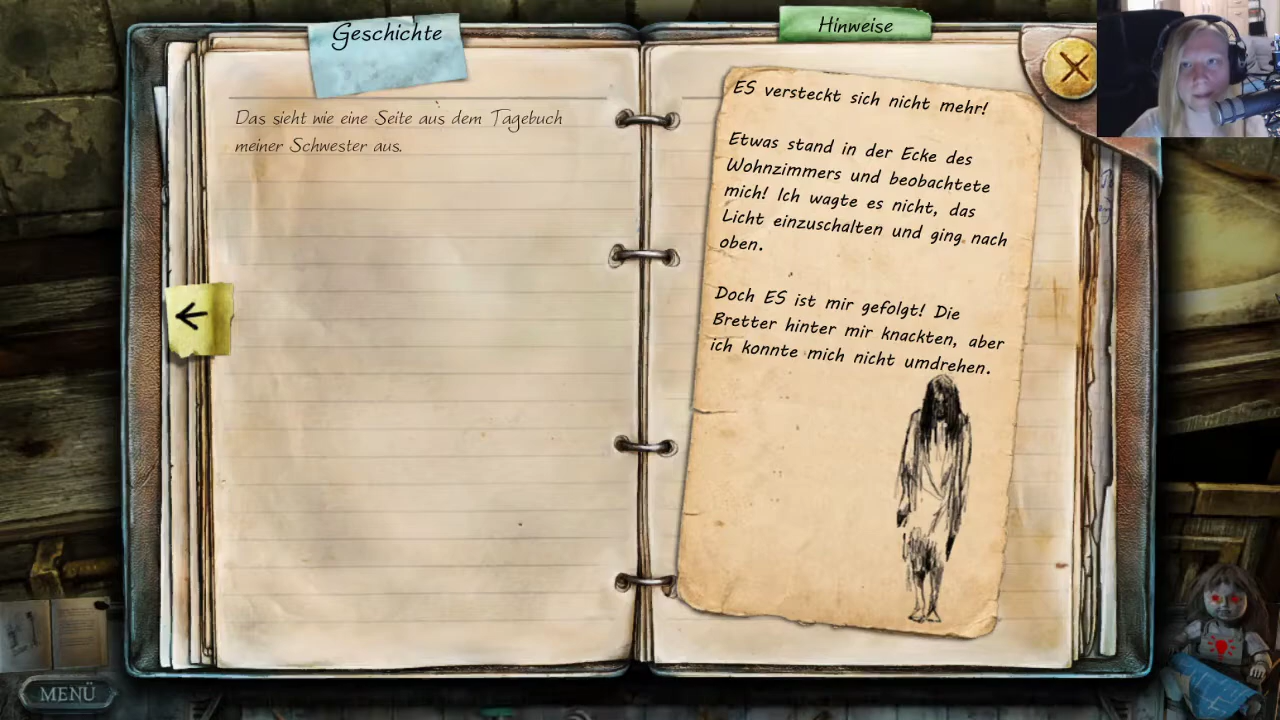 Geschichte
Das sieht wie eine Seite aus dem Tagebuch
meiner Schwester aus.
Hinweise
ES versteckt sich nicht mehr!
Etwas stand in der Ecke des
Wohnzimmers und beobachtete
mich! Ich wagte es nicht, das
Licht einzuschalten und ging nach
oben.
Doch ES ist mir gefolgt! Die
Bretter hinter mir knackten, aber
ich konnte mich nicht umdrehen.
MENÜ